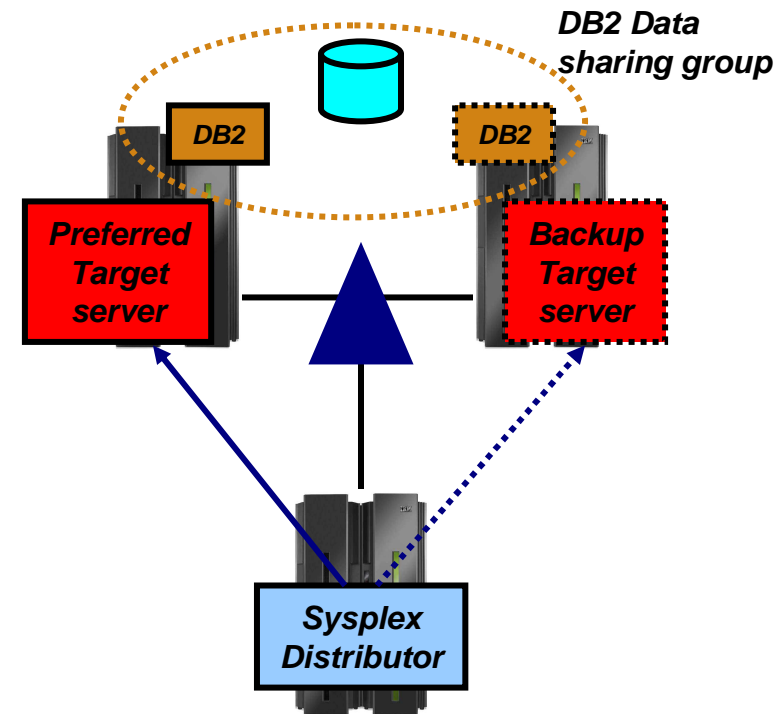 DB2 Data
sharing group
DB2
DB2
Preferred
Target
server
Backup
Target
server
Sysplex
Distributor